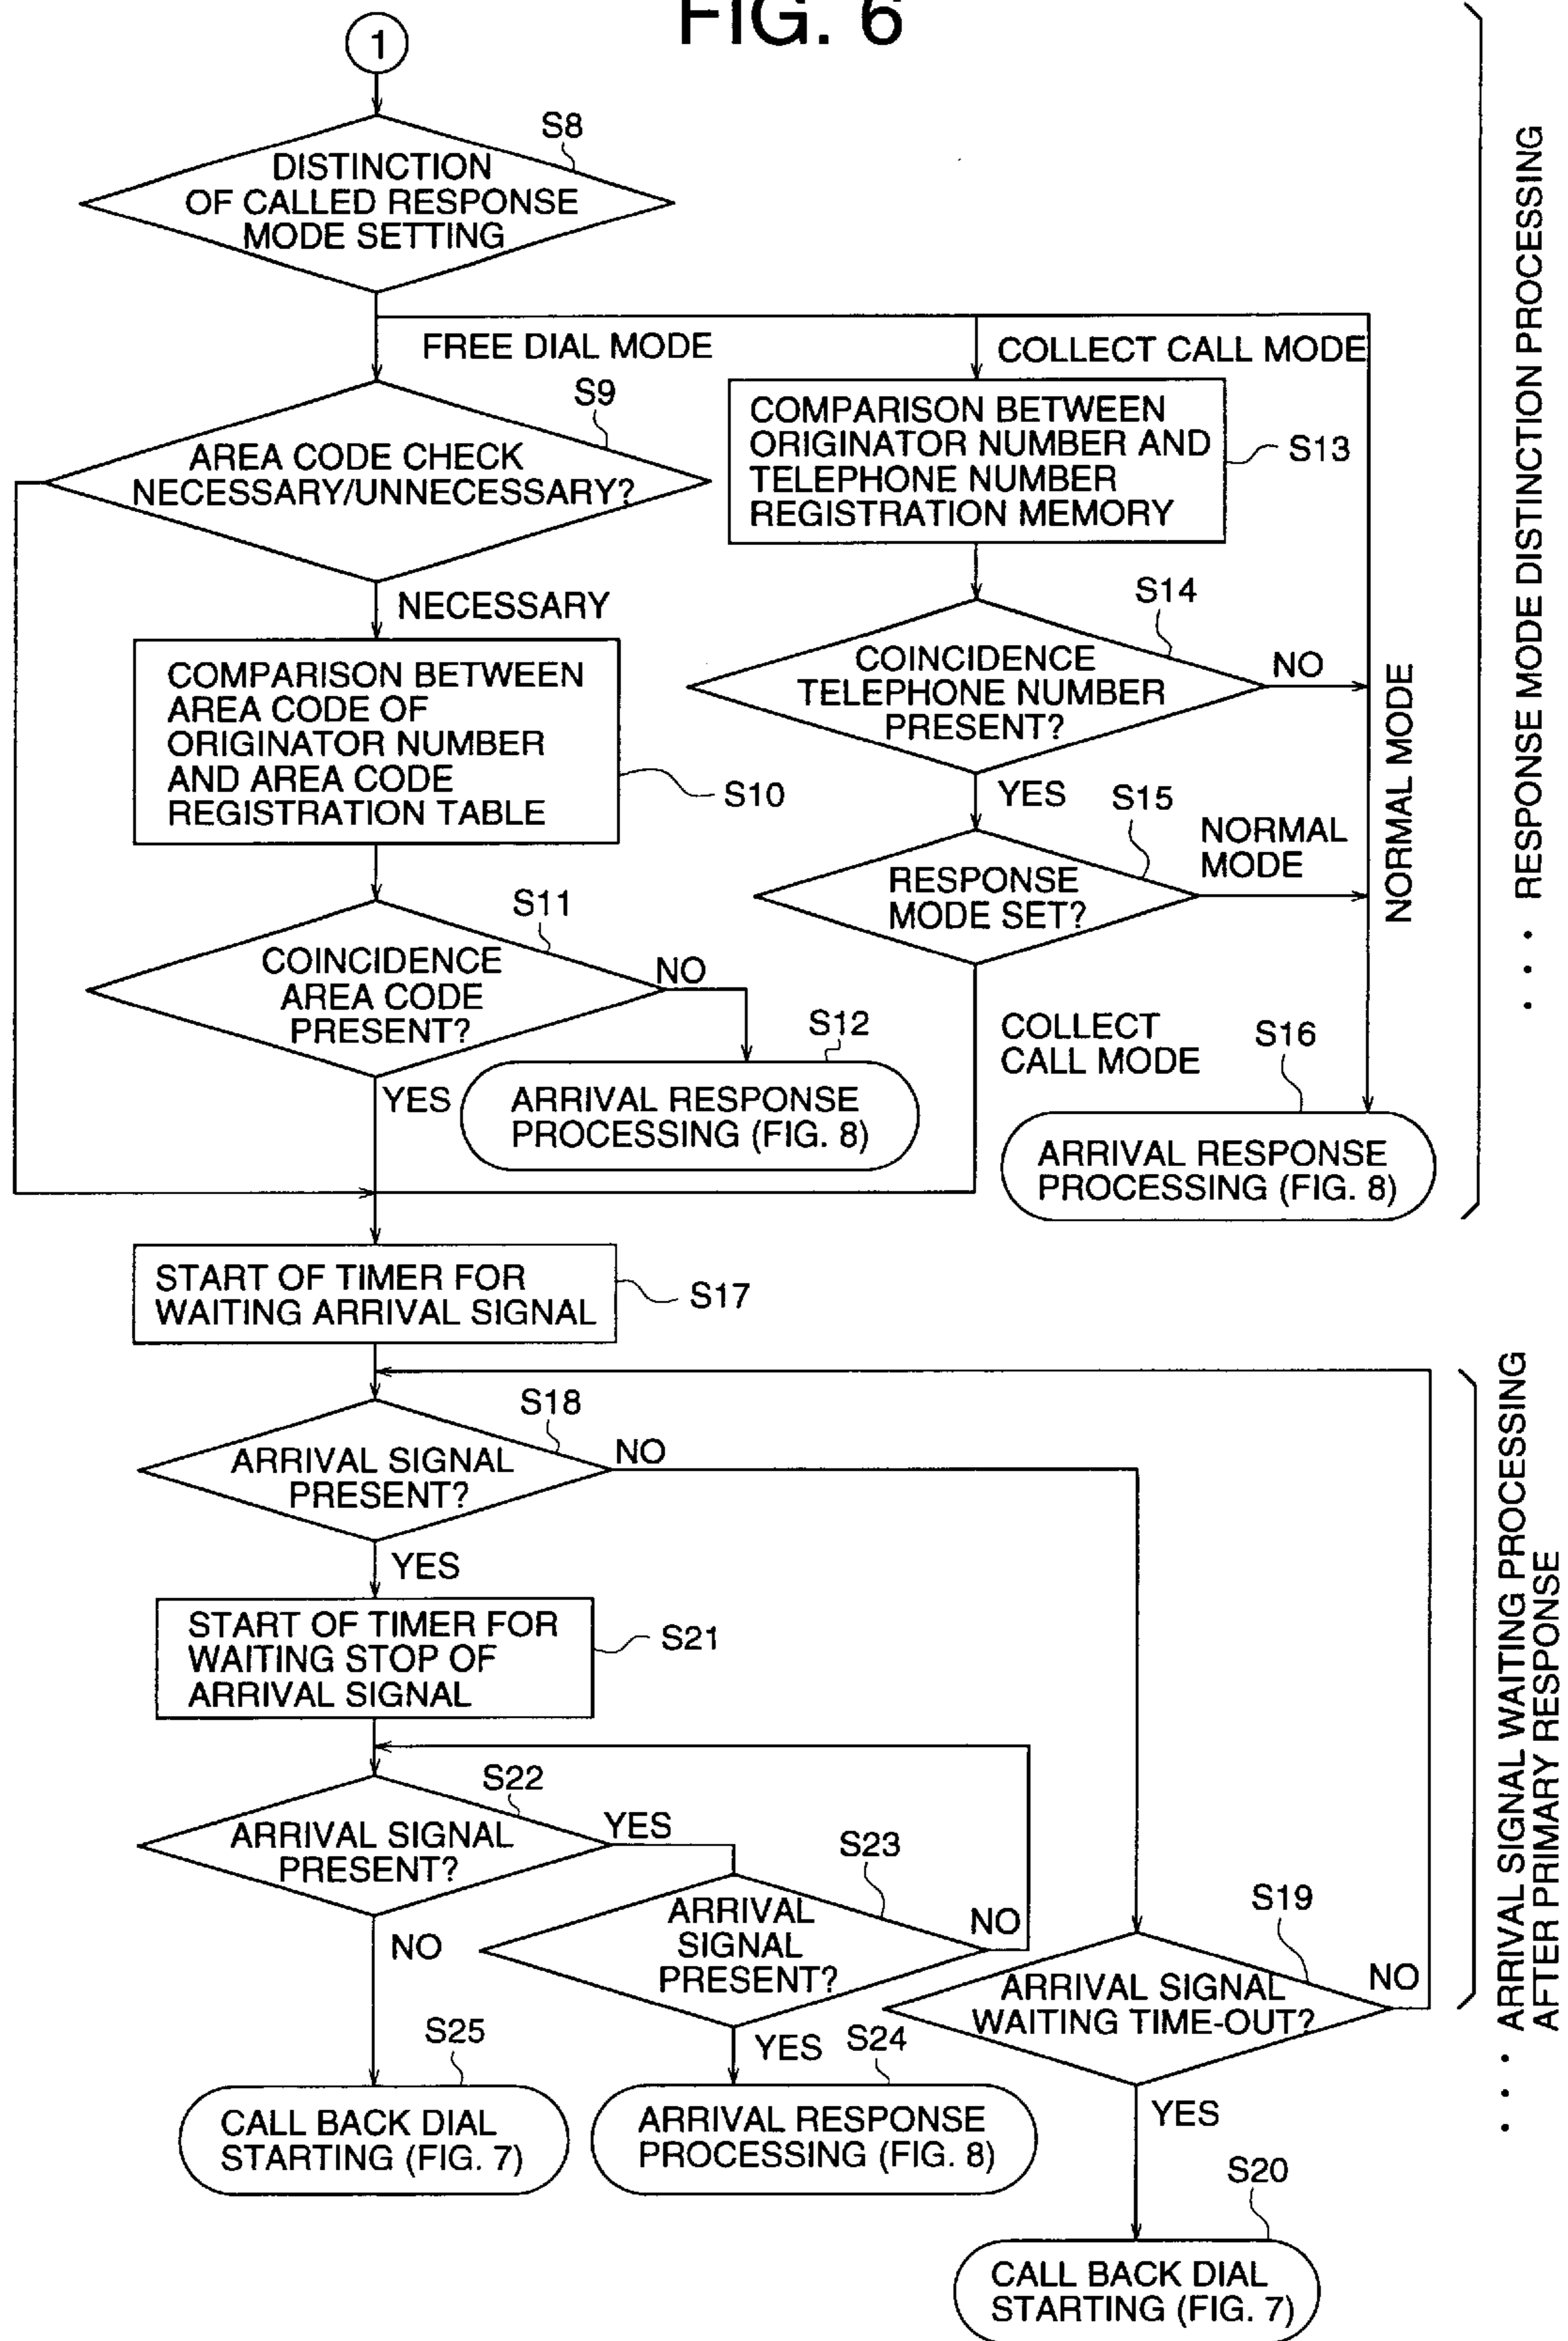 FIG. 6
1
S8
DISTINCTION
OF CALLED RESPONSE
MODE SETTING
FREE DIAL MODE
COLLECT CALL MODE
S9
AREA CODE CHECK
NECESSARY/UNNECESSARY?
COMPARISON BETWEEN
ORIGINATOR NUMBER AND
TELEPHONE NUMBER
REGISTRATION MEMORY
S13
NECESSARY
S14
COINCIDENCE
TELEPHONE NUMBER
PRESENT?
NO
COMPARISON BETWEEN
AREA CODE OF
ORIGINATOR NUMBER
AND AREA CODE
REGISTRATION TABLE
S10
YES
S15
NORMAL
MODE
RESPONSE
MODE SET?
NORMAL MODE
S11
COINCIDENCE
AREA CODE
PRESENT?
NO
S12
COLLECT
CALL MODE
S16
YES
ARRIVAL RESPONSE
PROCESSING (FIG. 8)
ARRIVAL RESPONSE
PROCESSING (FIG. 8)
. . . RESPONSE MODE DISTINCTION PROCESSING
START OF TIMER FOR
WAITING ARRIVAL SIGNAL
S17
S18
ARRIVAL SIGNAL
PRESENT?
NO
YES
START OF TIMER FOR
WAITING STOP OF
ARRIVAL SIGNAL
S21
S22
ARRIVAL SIGNAL
PRESENT?
YES
S23
ARRIVAL
SIGNAL
PRESENT?
NO
S19
ARRIVAL SIGNAL
WAITING TIME-OUT?
NO
NO
S25
YES
S24
CALL BACK DIAL
STARTING (FIG. 7)
ARRIVAL RESPONSE
PROCESSING (FIG. 8)
YES
S20
CALL BACK DIAL
STARTING (FIG. 7)
. . . ARRIVAL SIGNAL WAITING PROCESSING
AFTER PRIMARY RESPONSE